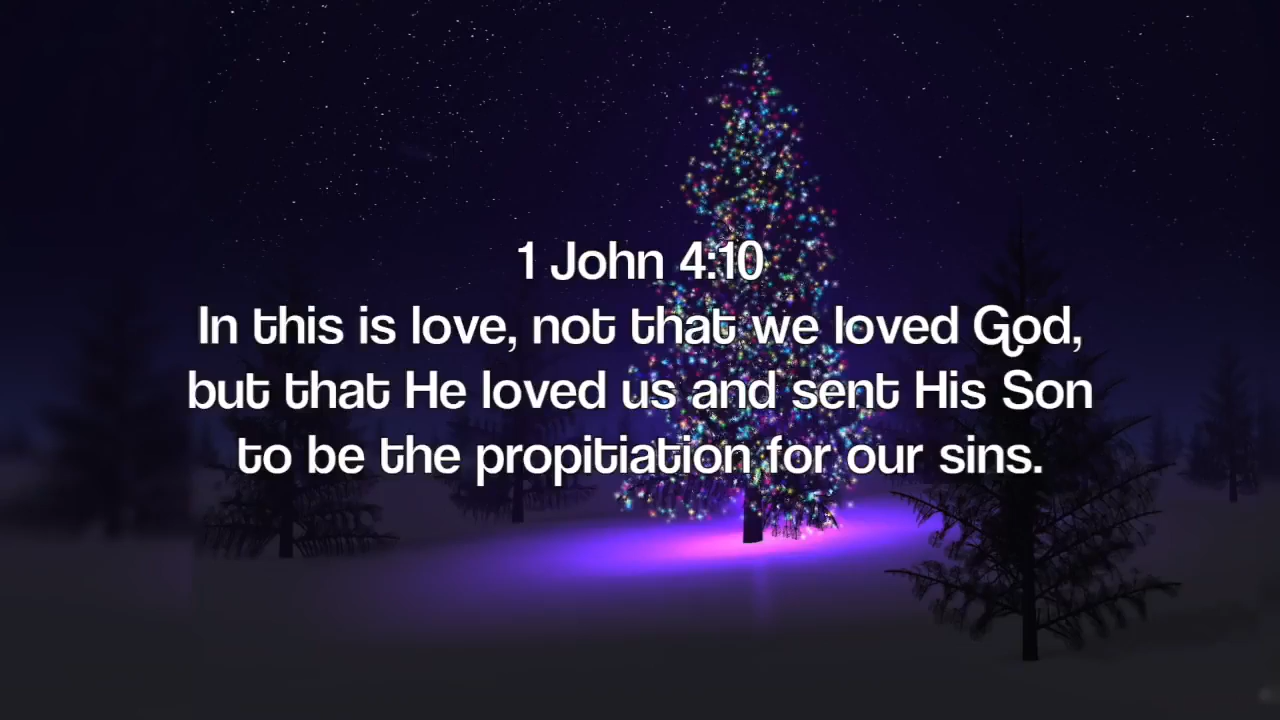 1 John 4:10
In this is love, not that we loved God,
but that He loved us and sent His Son
to be the propitiation for our sins.